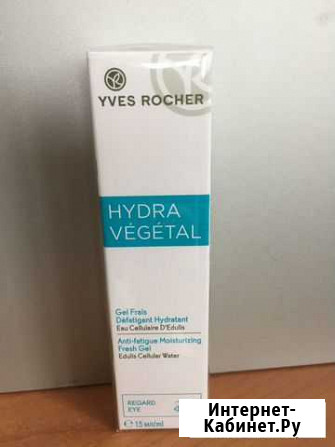 YVES ROCHER
HYDRA
VÉGÉTAL
Gel Frais
Défatigant Hydratant
Eau Cellulaire D'Edulis
Anti-fatigue Moisturizing
Fresh Gel
Edulis Cellular Water
REGARD
EYE
15
Интернет-
Кабинет.Ру